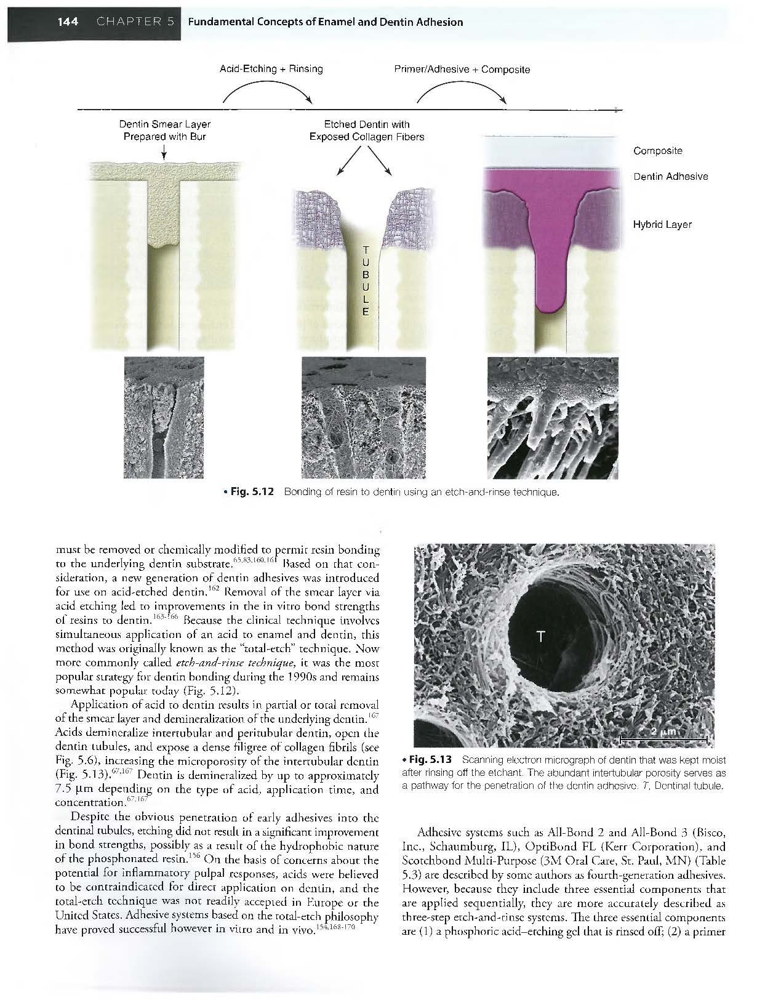 144 CHAPTER 5 Fundamental Concepts of Enamel and Dentin Adhesion
Acid-Etching + Rinsing
Primer/Adhesive + Composite
Dentin Smear Layer
Prepared with Bur
Etched Dentin with
Exposed Collagen Fibers
Composite
Dentin Adhesive
Hybrid Layer
T
U
B
U
L
E
• Fig. 5.12 Bonding of resin to dentin using an etch-and-rinse technique.
must be removed or chemically modified to permit resin bonding
to the underlying dentin substrate.65,83,160,161 Based on that con-
sideration, a new generation of dentin adhesives was introduced
for use on acid-etched dentin.162 Removal of the smear layer via
acid etching led to improvements in the in vitro bond strengths
of resins to dentin.163-166 Because the clinical technique involves
simultaneous application of an acid to enamel and dentin, this
method was originally known as the “total-etch” technique. Now
more commonly called etch-and-rinse technique, it was the most
popular strategy for dentin bonding during the 1990s and remains
somewhat popular today (Fig. 5.12).
Application of acid to dentin results in partial or total removal
of the smear layer and demineralization of the underlying dentin.167
Acids demineralize intertubular and peritubular dentin, open the
dentin tubules, and expose a dense filigree of collagen fibrils (see
Fig. 5.6), increasing the microporosity of the intertubular dentin
(Fig. 5.13).67,167 Dentin is demineralized by up to approximately
7.5 µm depending on the type of acid, application time, and
concentration.67,167
Despite the obvious penetration of early adhesives into the
dentinal tubules, etching did not result in a significant improvement
in bond strengths, possibly as a result of the hydrophobic nature
of the phosphonated resin.156 On the basis of concerns about the
potential for inflammatory pulpal responses, acids were believed
to be contraindicated for direct application on dentin, and the
total-etch technique was not readily accepted in Europe or the
United States. Adhesive systems based on the total-etch philosophy
have proved successful however in vitro and in vivo.154,168-170
T
2 µm
• Fig. 5.13 Scanning electron micrograph of dentin that was kept moist
after rinsing off the etchant. The abundant intertubular porosity serves as
a pathway for the penetration of the dentin adhesive. T, Dentinal tubule.
Adhesive systems such as All-Bond 2 and All-Bond 3 (Bisco,
Inc., Schaumburg, IL), OptiBond FL (Kerr Corporation), and
Scotchbond Multi-Purpose (3M Oral Care, St. Paul, MN) (Table
5.3) are described by some authors as fourth-generation adhesives.
However, because they include three essential components that
are applied sequentially, they are more accurately described as
three-step etch-and-rinse systems. The three essential components
are (1) a phosphoric acid–etching gel that is rinsed off; (2) a primer